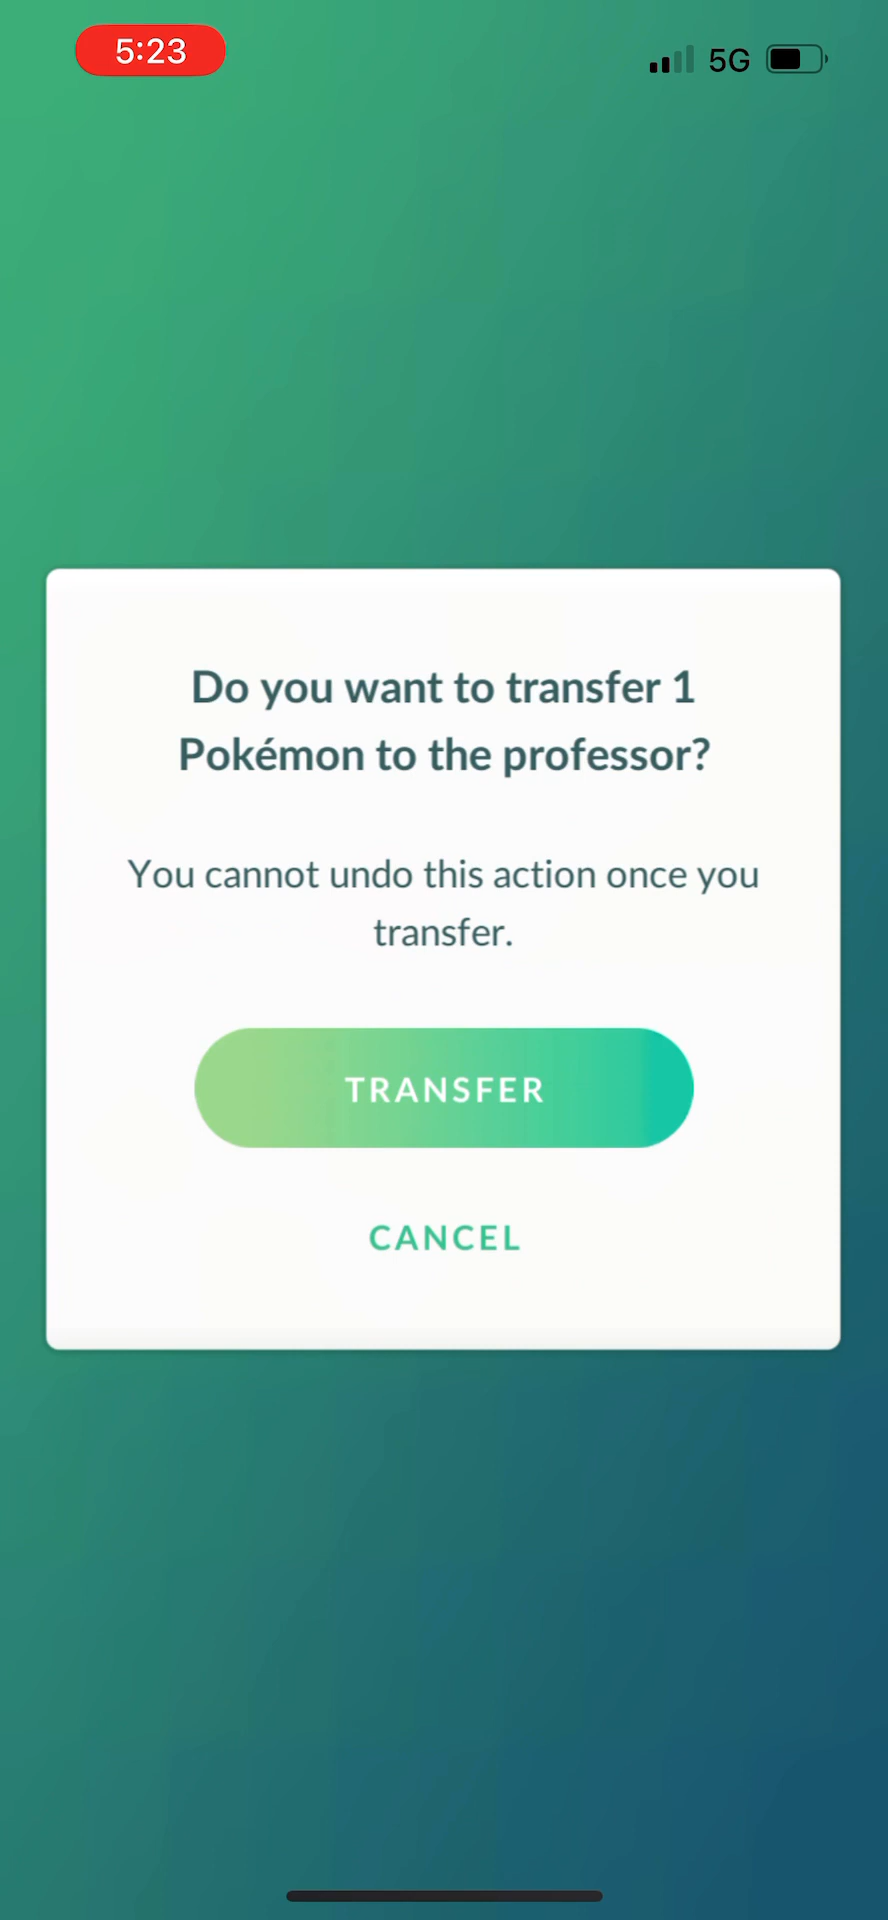 5:23
5G
Do you want to transfer 1
Pokémon to the professor?
You cannot undo this action once you
transfer.
TRANSFER
CANCEL